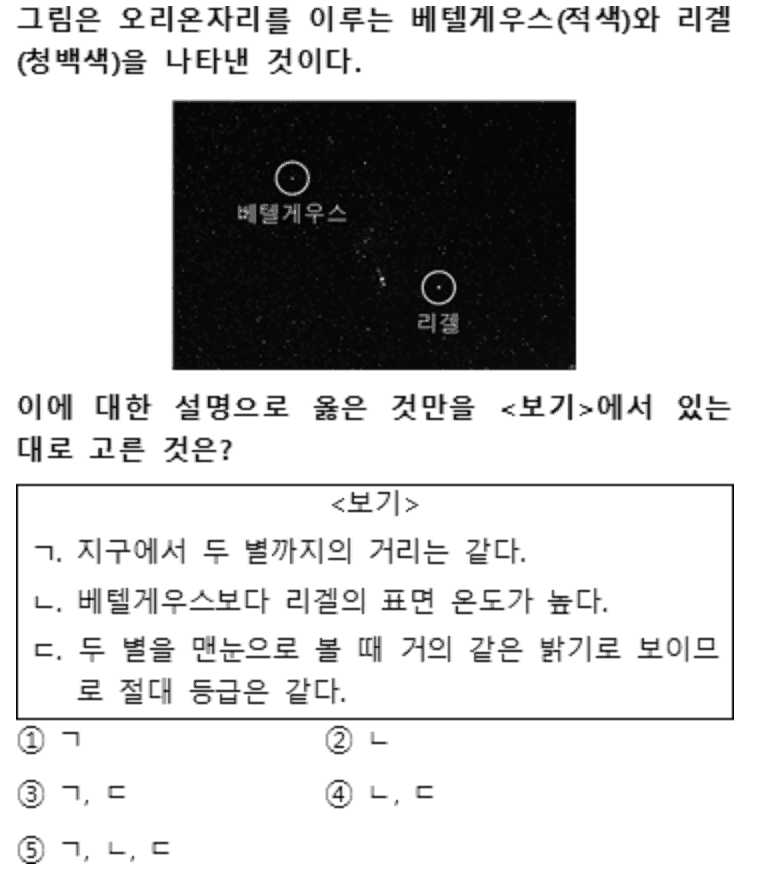 그림은 오리온자리를 이루는 베텔게우스(적색)와 리겔
(청백색)을 나타낸 것이다.
베텔게우스
리겔
이에 대한 설명으로 옳은 것만을 <보기>에서 있는
대로 고른 것은?
<보기>
ㄱ. 지구에서 두 별까지의 거리는 같다.
ㄴ. 베텔게우스보다 리겔의 표면 온도가 높다.
ㄷ. 두 별을 맨눈으로 볼 때 거의 같은 밝기로 보이므
로 절대 등급은 같다.
① ㄱ ② ㄴ
③ ㄱ, ㄷ ④ ㄴ, ㄷ
⑤ ㄱ, ㄴ, ㄷ